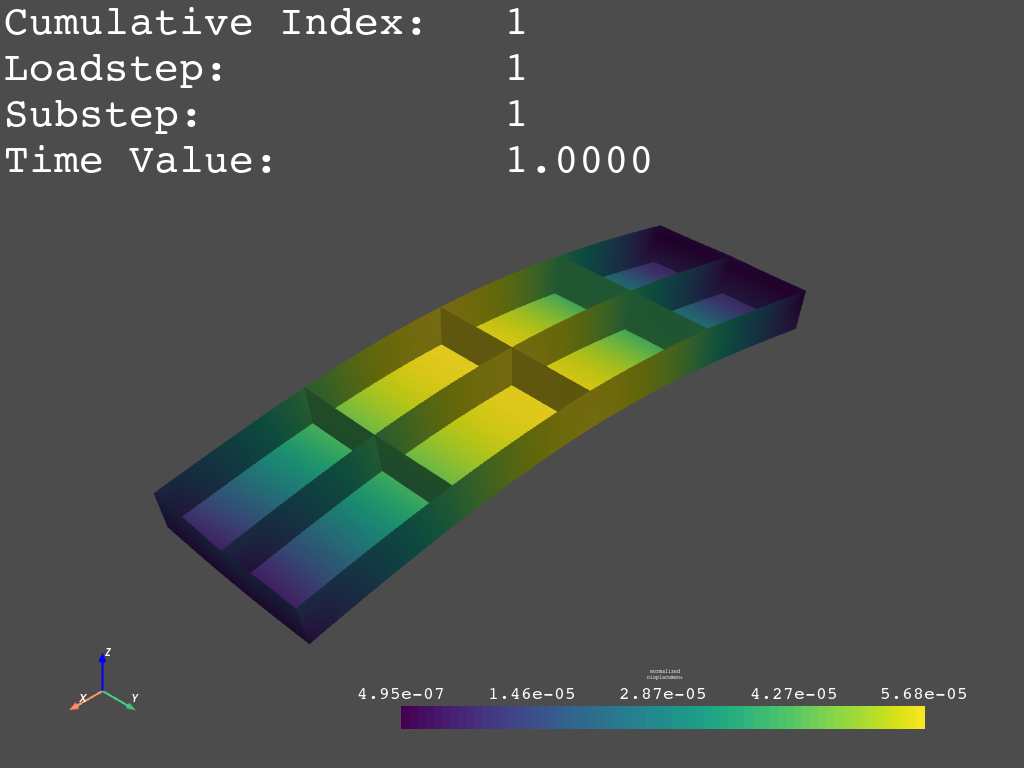 Cumulative Index: 1
Loadstep: 1
Substep: 1
Time Value: 1.0000
Z
X Y
Normalized
Displacement
4.95e-07 1.46e-05 2.87e-05 4.27e-05 5.68e-05